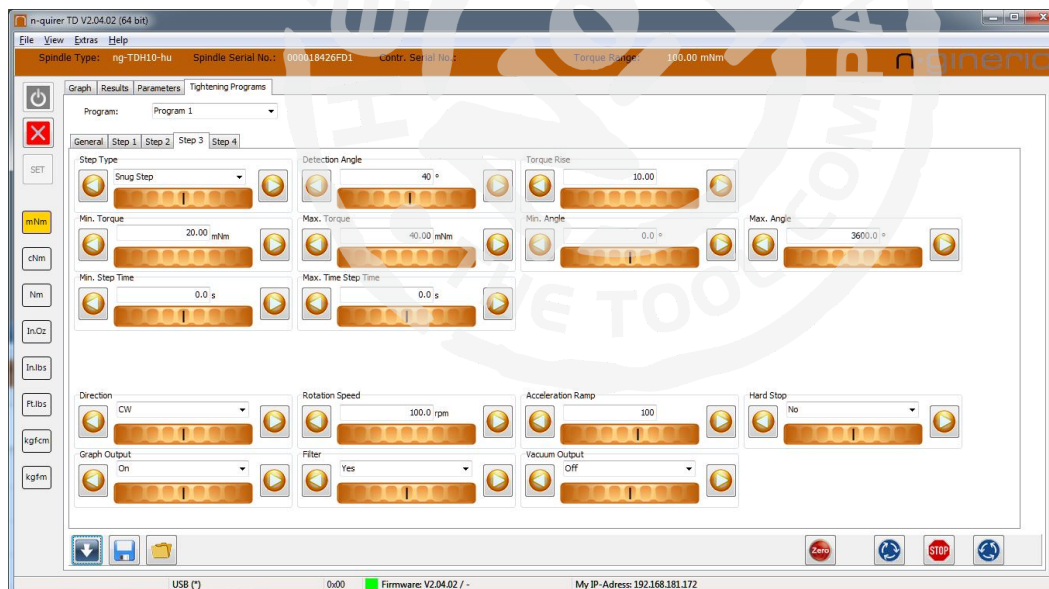 n-quirer TD V2.04.02 (64 bit)
File View Extras Help
Spindle Type: ng-TDH10-hu Spindle Serial No.: 000018426FD1 Contr. Serial No.: Torque Range: 100.00 mNm
n-gineric
Graph Results Parameters Tightening Programs
Program: Program 1
General Step 1 Step 2 Step 3 Step 4
SET
mNm
cNm
Nm
In.Oz
In.lbs
Ft.lbs
kgfcm
kgfm
Step Type
Snug Step
Detection Angle
40 °
Torque Rise
10.00
Min. Torque
20.00 mNm
Max. Torque
40.00 mNm
Min. Angle
0.0 °
Max. Angle
3600.0 °
Min. Step Time
0.0 s
Max. Time Step Time
0.0 s
Direction
CW
Rotation Speed
100.0 rpm
Acceleration Ramp
100
Hard Stop
No
Graph Output
On
Filter
Yes
Vacuum Output
Off
Zero
STOP
USB (*) 0x00 Firmware: V2.04.02 / - My IP-Adress: 192.168.181.172
THE TOOL